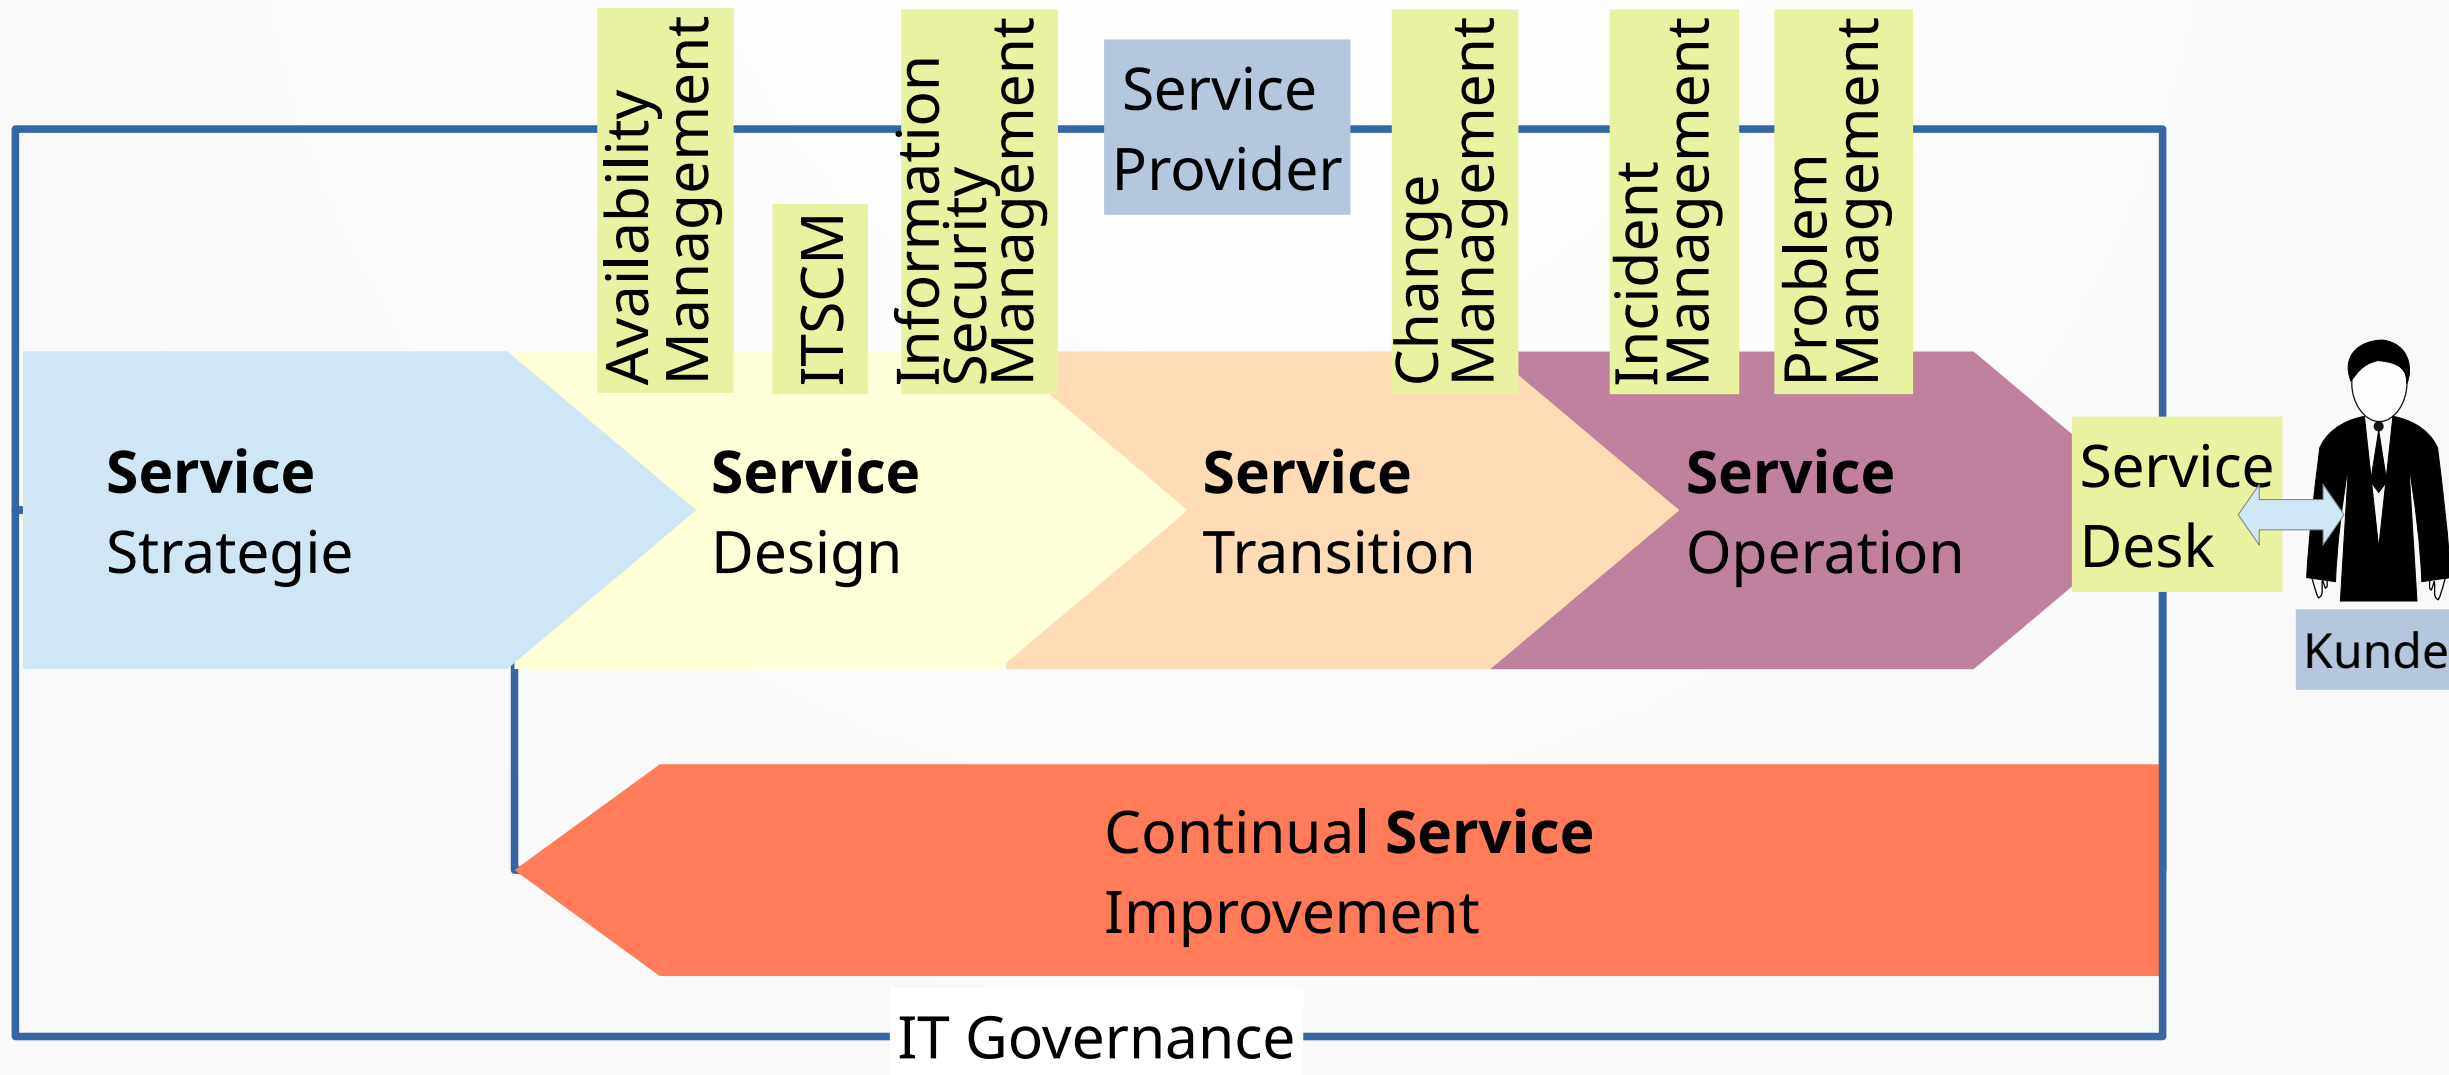 Availability
Management
ITSCM
Information
Security
Management
Service
Provider
Change
Management
Incident
Management
Problem
Management
Service
Strategie
Service
Design
Service
Transition
Service
Operation
Service
Desk
Kunde
Continual Service
Improvement
IT Governance